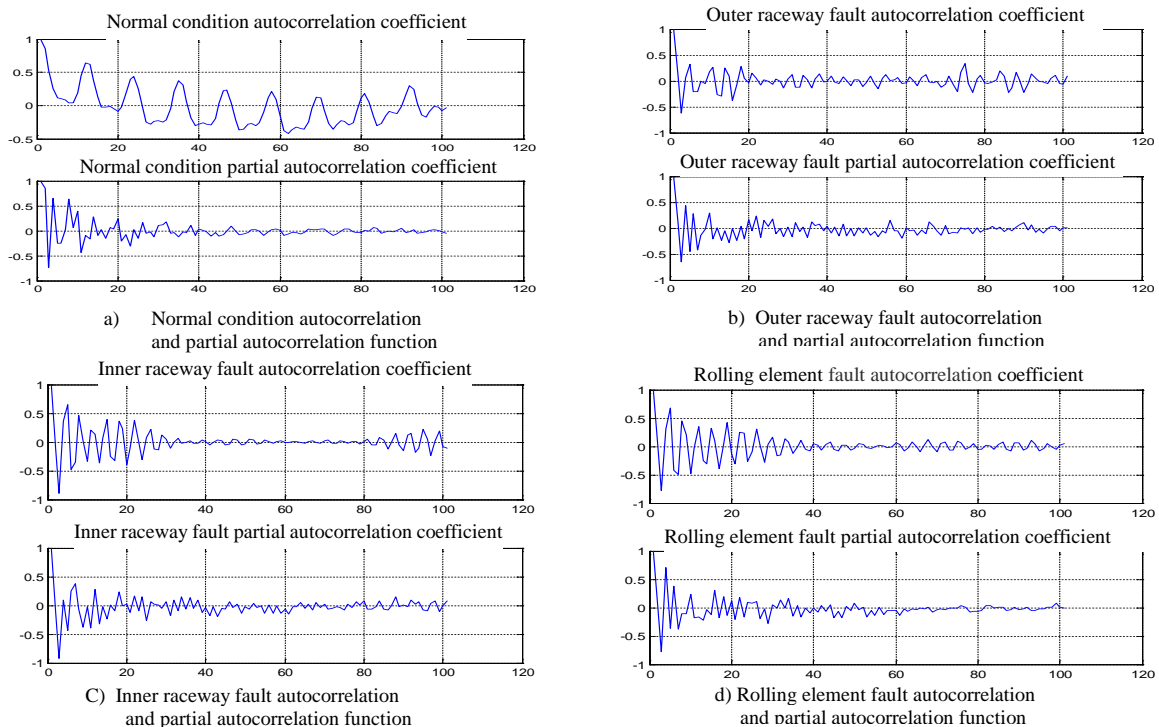 Normal condition autocorrelation coefficient
1
0.5
0
-0.5
0 20 40 60 80 100 120
Normal condition partial autocorrelation coefficient
1
0.5
0
-0.5
-1
0 20 40 60 80 100 120
a) Normal condition autocorrelation
and partial autocorrelation function
Outer raceway fault autocorrelation coefficient
1
0.5
0
-0.5
-1
0 20 40 60 80 100 120
Outer raceway fault partial autocorrelation coefficient
1
0.5
0
-0.5
-1
0 20 40 60 80 100 120
b) Outer raceway fault autocorrelation
and partial autocorrelation function
Inner raceway fault autocorrelation coefficient
1
0.5
0
-0.5
-1
0 20 40 60 80 100 120
Inner raceway fault partial autocorrelation coefficient
1
0.5
0
-0.5
-1
0 20 40 60 80 100 120
C) Inner raceway fault autocorrelation
and partial autocorrelation function
Rolling element fault autocorrelation coefficient
1
0.5
0
-0.5
-1
0 20 40 60 80 100 120
Rolling element fault partial autocorrelation coefficient
1
0.5
0
-0.5
-1
0 20 40 60 80 100 120
d) Rolling element fault autocorrelation
and partial autocorrelation function